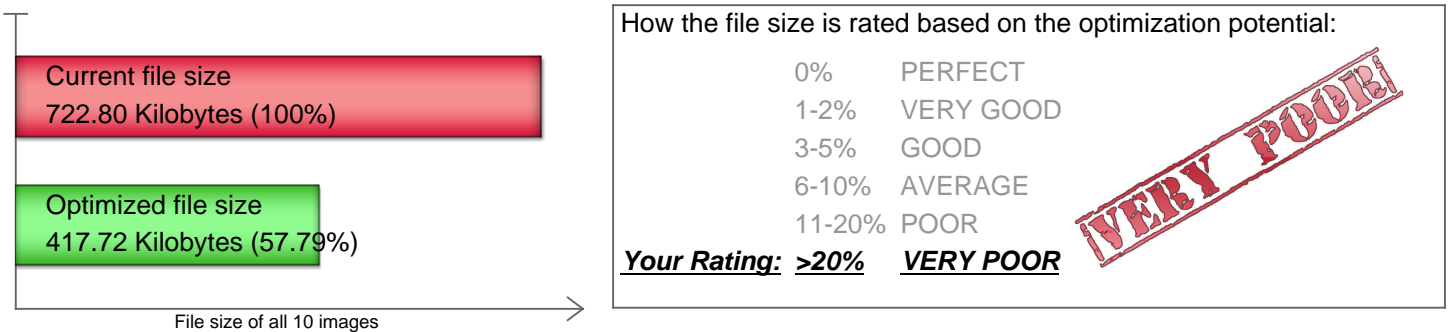 Current file size
722.80 Kilobytes (100%)
Optimized file size
417.72 Kilobytes (57.79%)
File size of all 10 images
How the file size is rated based on the optimization potential:
0% PERFECT
1-2% VERY GOOD
3-5% GOOD
6-10% AVERAGE
11-20% POOR
Your Rating: >20% VERY POOR
VERY POOR